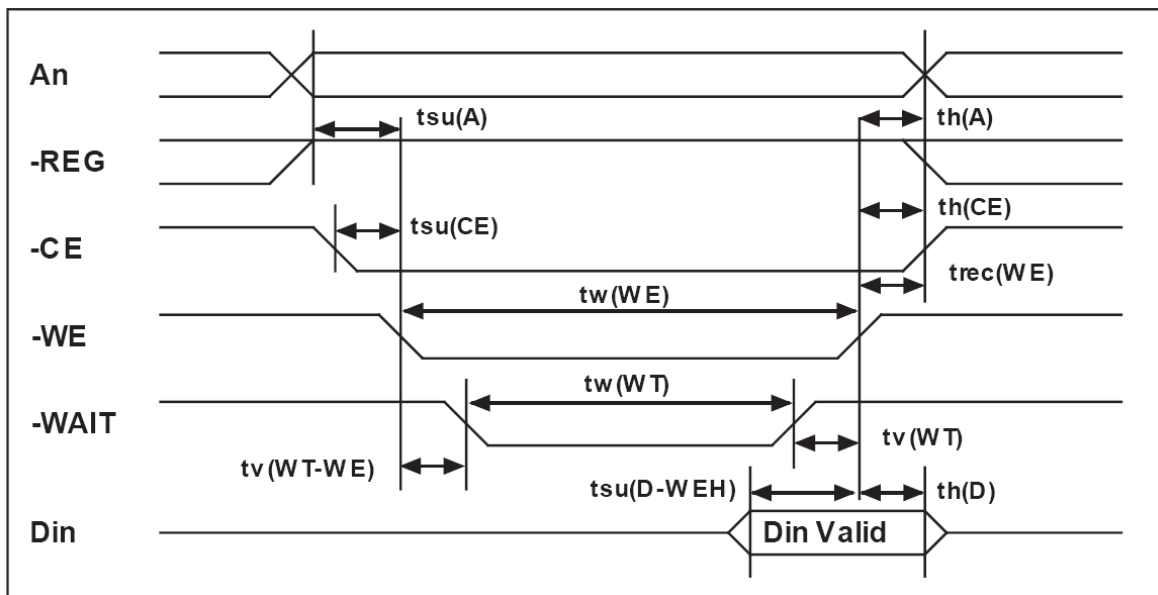 An
tsu(A)
th(A)
-REG
tsu(CE)
th(CE)
-CE
trec(WE)
tw(WE)
-WE
tw(WT)
-WAIT
tv(WT)
tv(WT-WE)
tsu(D-WEH)
th(D)
Din
Din Valid